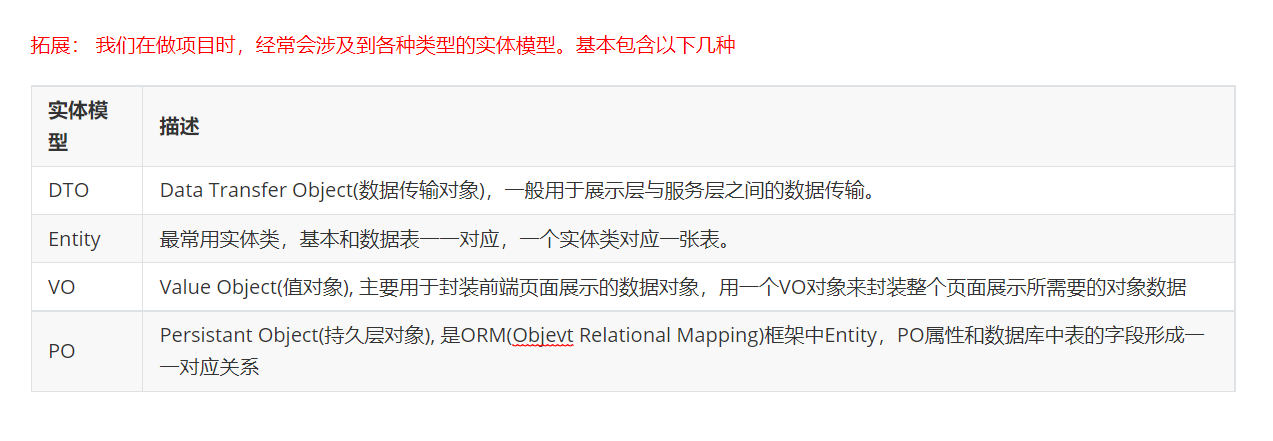 拓展： 我们在做项目时，经常会涉及到各种类型的实体模型。基本包含以下几种
实体模
型
描述
DTO
Data Transfer Object(数据传输对象)，一般用于展示层与服务层之间的数据传输。
Entity
最常用实体类，基本和数据表一一对应，一个实体类对应一张表。
VO
Value Object(值对象), 主要用于封装前端页面展示的数据对象，用一个VO对象来封装整个页面展示所需要的对象数据
PO
Persistant Object(持久层对象), 是ORM(Objevt Relational Mapping)框架中Entity，PO属性和数据库中表的字段形成一
一对应关系